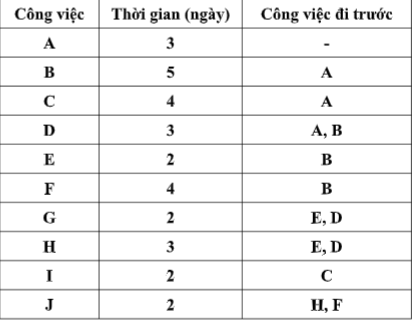 Công việc Thời gian (ngày) Công việc đi trước
A 3 -
B 5 A
C 4 A
D 3 A, B
E 2 B
F 4 B
G 2 E, D
H 3 E, D
I 2 C
J 2 H, F